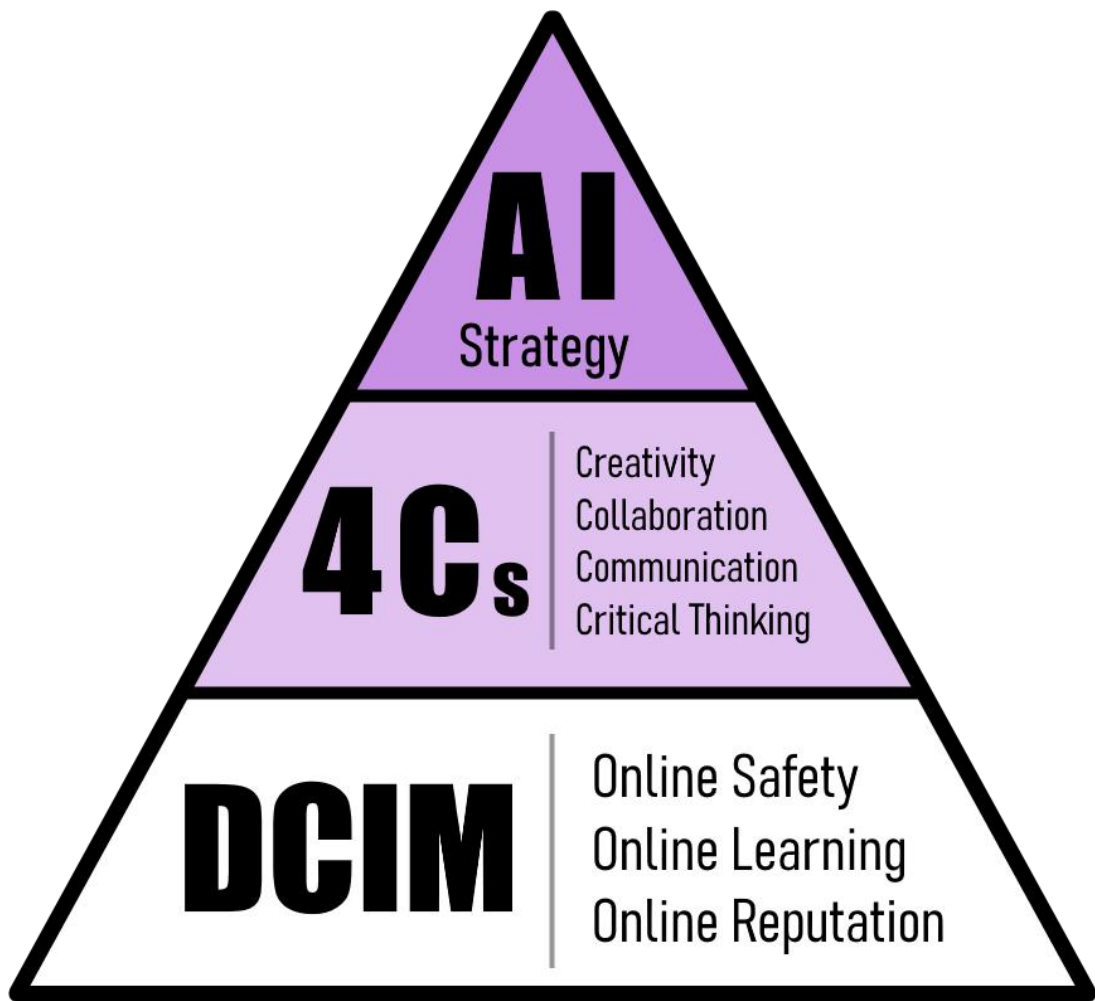 AI
Strategy
4Cs
Creativity
Collaboration
Communication
Critical Thinking
DCIM
Online Safety
Online Learning
Online Reputation